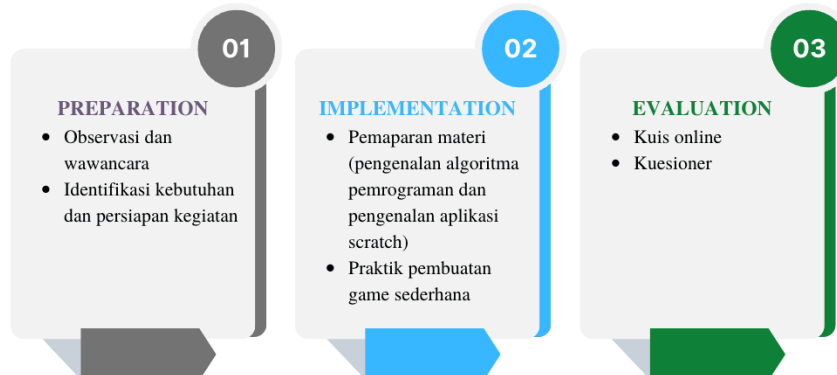 01
PREPARATION
• Observasi dan
wawancara
• Identifikasi kebutuhan
dan persiapan kegiatan
02
IMPLEMENTATION
• Pemaparan materi
(pengenalan algoritma
pemrograman dan
pengenalan aplikasi
scratch)
• Praktik pembuatan
game sederhana
03
EVALUATION
• Kuis online
• Kuesioner